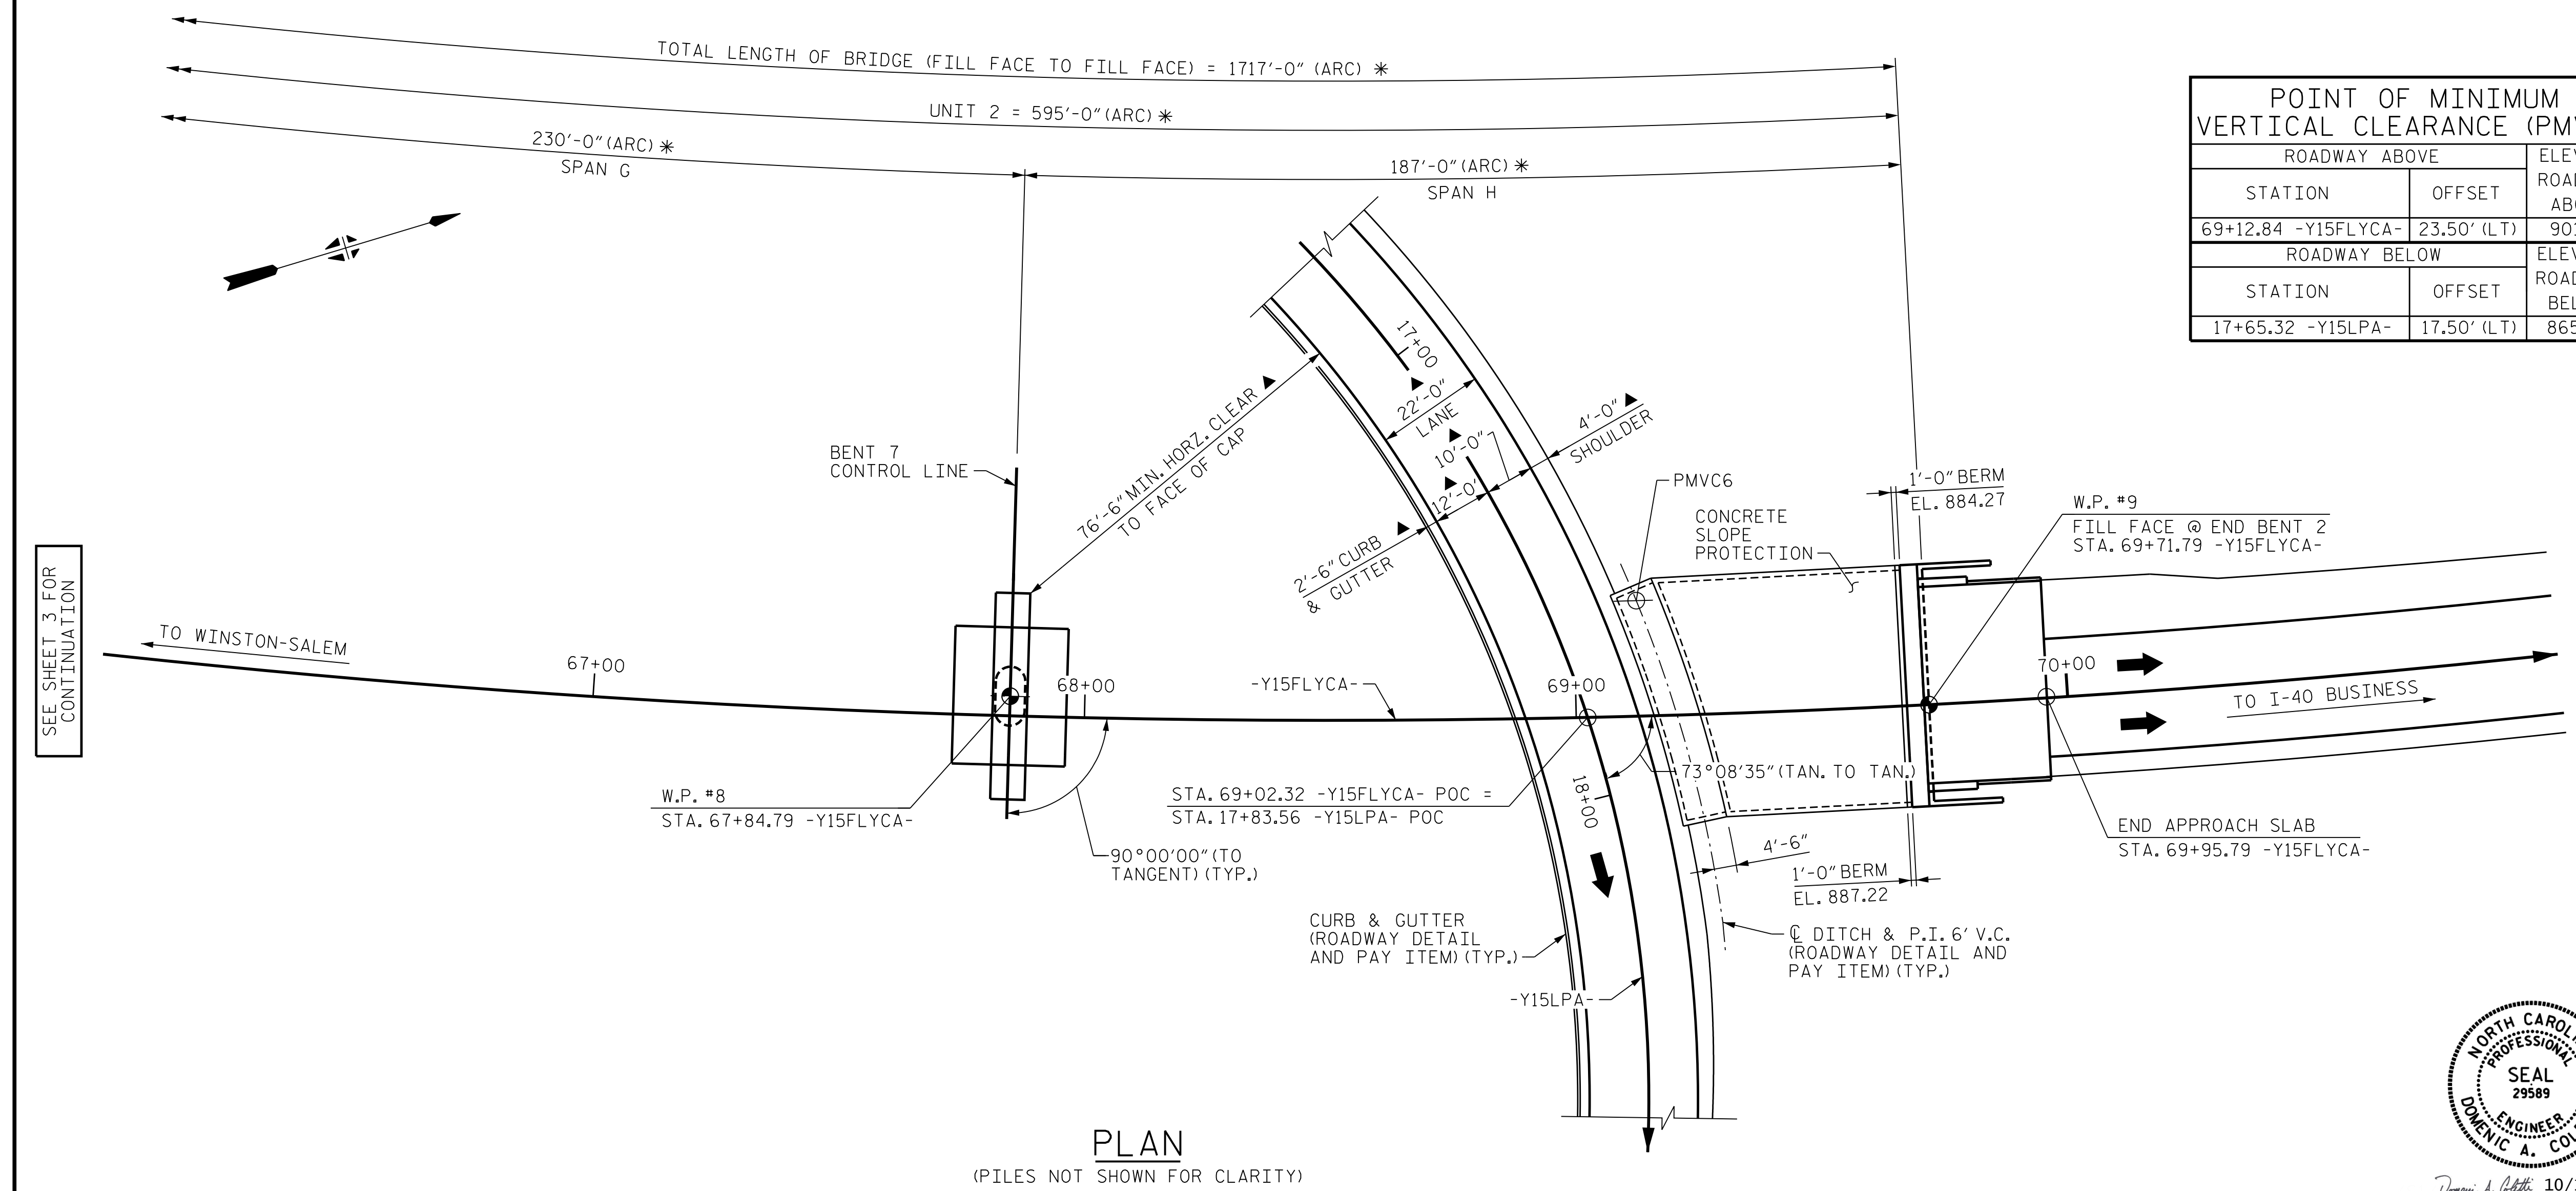 TOTAL LENGTH OF BRIDGE (FILL FACE TO FILL FACE) = 1717'-0" (ARC) *
UNIT 2 = 595'-0" (ARC) *
230'-0" (ARC) *
SPAN G
187'-0" (ARC) *
SPAN H
POINT OF MINIMUM
VERTICAL CLEARANCE
ROADWAY ABOVE
STATION
OFFSET
69+12.84 -Y15FLYCA-
23.50' (LT)
ROADWAY BELOW
STATION
OFFSET
17+65.32 -Y15LPA-
17.50' (LT)
17+00
22'-0"
LANE
4'-0"
SHOULDER
10'-0"
12'-0"
2'-6" CURB
& GUTTER
76'-6" MIN. HORZ. CLEAR
TO FACE OF CAP
BENT 7
CONTROL LINE
PMVC6
CONCRETE
SLOPE
PROTECTION
1'-0" BERM
EL. 884.27
W.P. #9
FILL FACE @ END BENT 2
STA. 69+71.79 -Y15FLYCA-
SEE SHEET 3 FOR
CONTINUATION
TO WINSTON-SALEM
67+00
68+00
-Y15FLYCA-
69+00
70+00
TO I-40 BUSINESS
W.P. #8
STA. 67+84.79 -Y15FLYCA-
STA. 69+02.32 -Y15FLYCA- POC =
STA. 17+83.56 -Y15LPA- POC
18+00
73°08'35" (TAN. TO TAN.)
90°00'00" (TO
TANGENT) (TYP.)
4'-6"
1'-0" BERM
EL. 887.22
END APPROACH SLAB
STA. 69+95.79 -Y15FLYCA-
CURB & GUTTER
(ROADWAY DETAIL
AND PAY ITEM) (TYP.)
℄ DITCH & P.I. 6' V.C.
(ROADWAY DETAIL AND
PAY ITEM) (TYP.)
-Y15LPA-
PLAN
(PILES NOT SHOWN FOR CLARITY)
NORTH
PROFESSIONAL
SEAL
29589
ENGINEER
DOMENIC A.